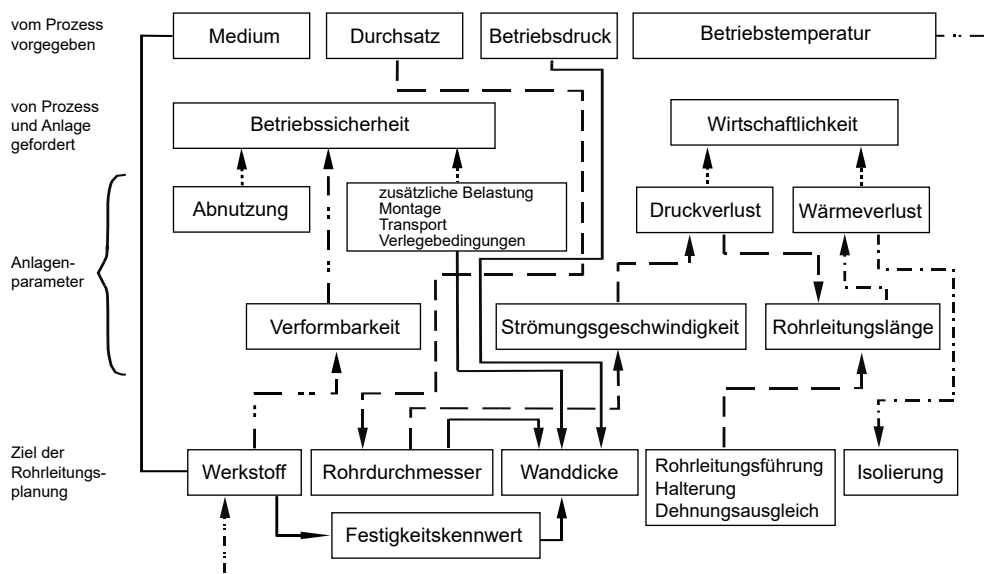 vom Prozess
vorgegeben
Medium
Durchsatz
Betriebsdruck
Betriebstemperatur
von Prozess
und Anlage
gefordert
Betriebssicherheit
Wirtschaftlichkeit
Anlagen-
parameter
Abnutzung
zusätzliche Belastung
Montage
Transport
Verlegebedingungen
Druckverlust
Wärmeverlust
Verformbarkeit
Strömungsgeschwindigkeit
Rohrleitungslänge
Ziel der
Rohrleitungs-
planung
Werkstoff
Rohrdurchmesser
Wanddicke
Rohrleitungsführung
Halterung
Dehnungsausgleich
Isolierung
Festigkeitskennwert